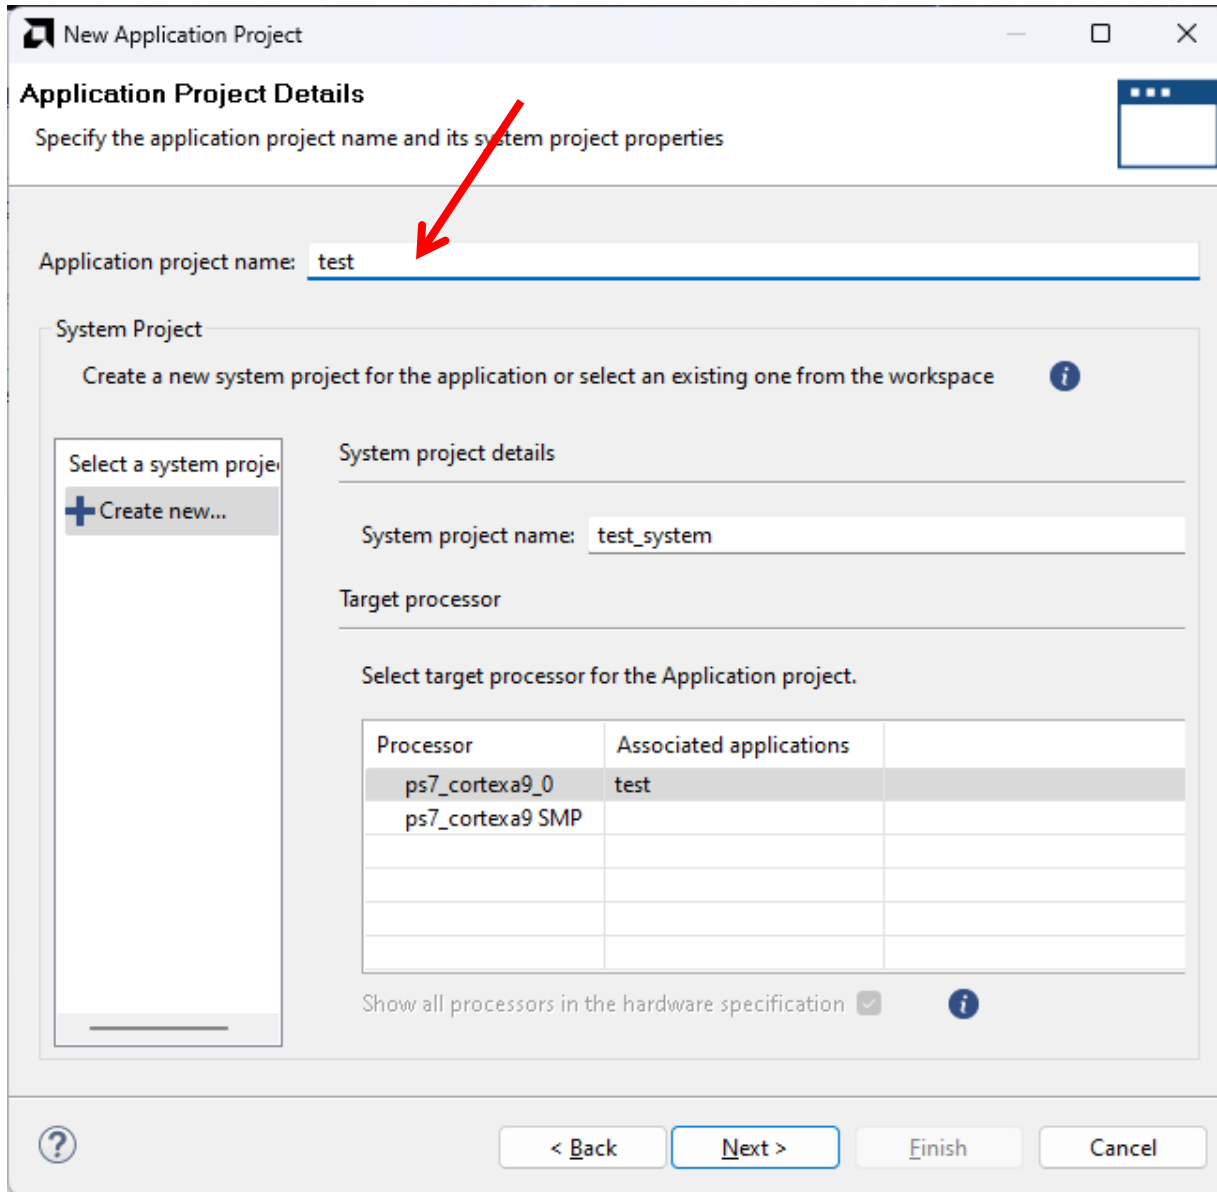 New Application Project
Application Project Details
Specify the application project name and its system project properties
Application project name: test
System Project
Create a new system project for the application or select an existing one from the workspace
Select a system projec
Create new...
System project details
System project name: test_system
Target processor
Select target processor for the Application project.
Processor Associated applications
ps7_cortexa9_0 test
ps7_cortexa9 SMP
Show all processors in the hardware specification
< Back Next > Finish Cancel